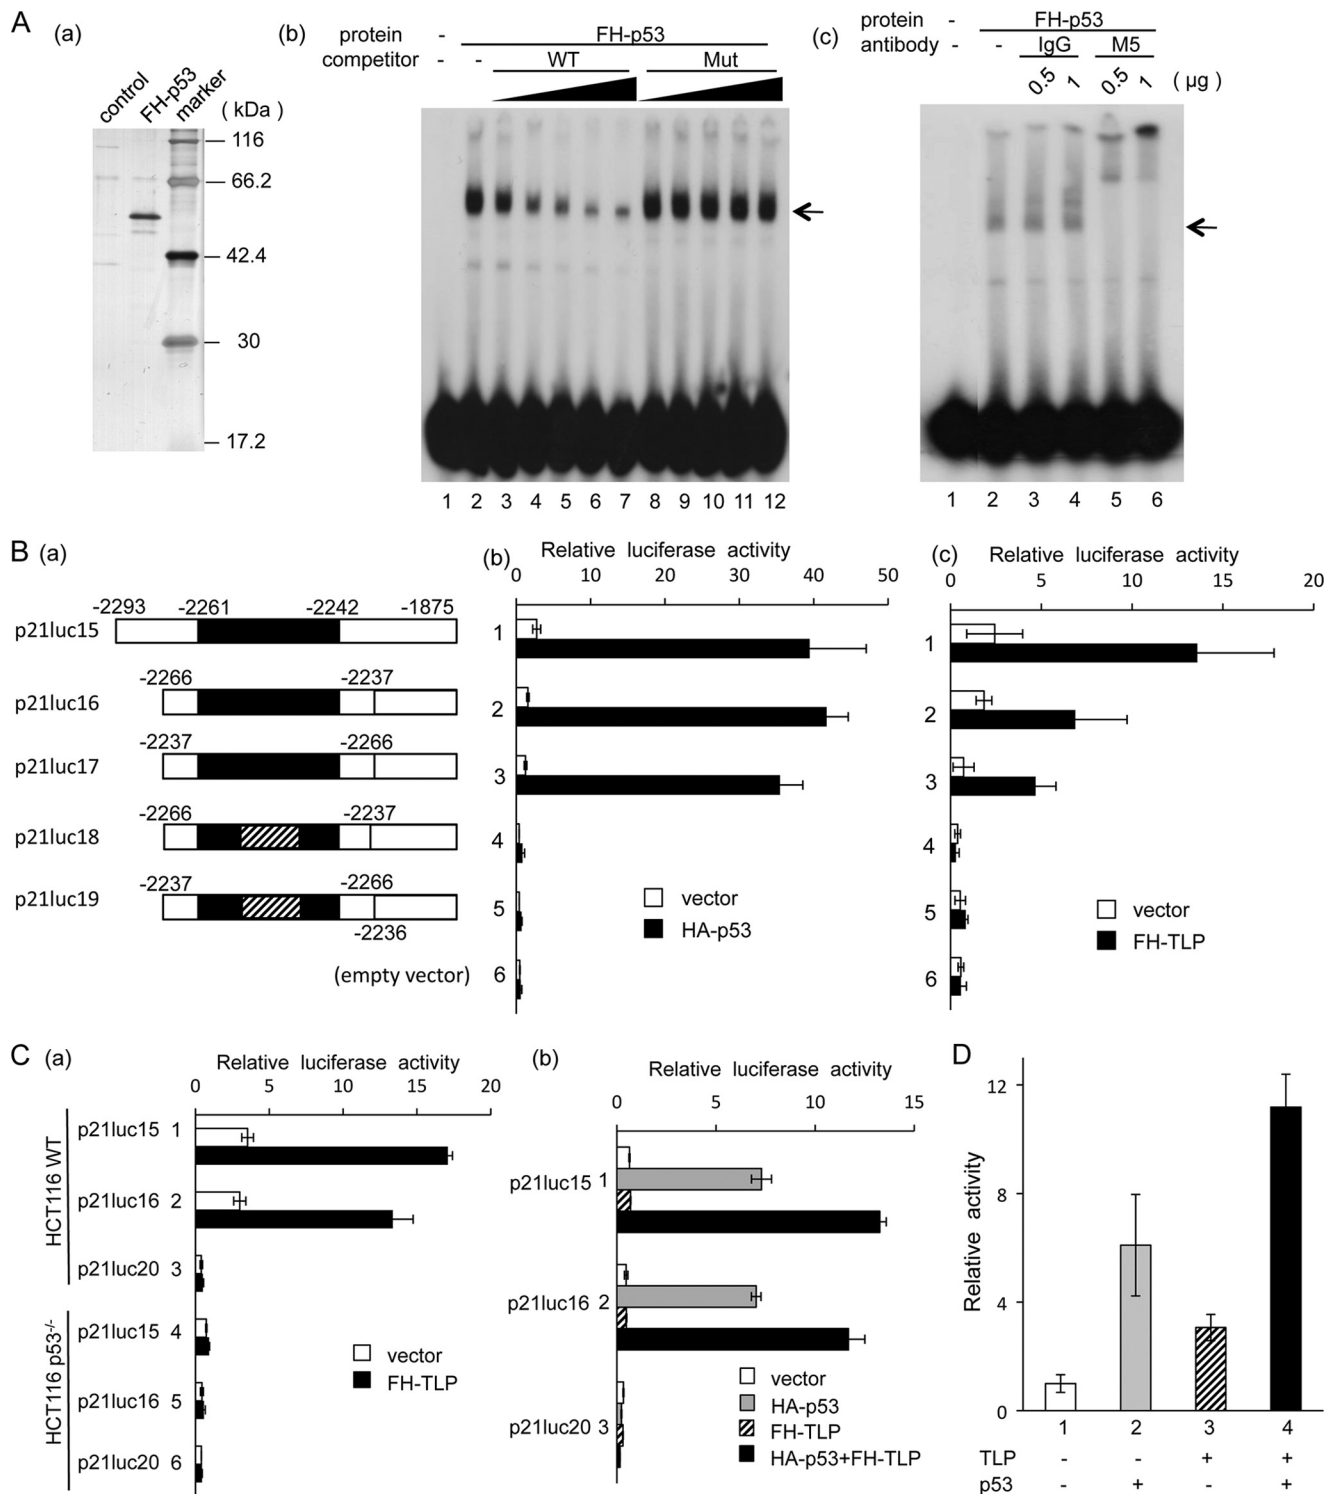 A
(a)
control
FH-p53
marker
( kDa )
116
66.2
42.4
30
17.2
(b)
protein - FH-p53
competitor - - WT Mut
1 2 3 4 5 6 7 8 9 10 11 12
(c)
protein - FH-p53
antibody - - IgG M5
0.5 1 0.5 1 ( µg )
1 2 3 4 5 6
B (a)
-2293 -2261 -2242 -1875
p21luc15
-2266 -2237
p21luc16
-2237 -2266
p21luc17
-2266 -2237
p21luc18
-2237 -2266
p21luc19
-2236
(empty vector)
(b)
Relative luciferase activity
0 10 20 30 40 50
1
2
3
4
5
6
vector
HA-p53
(c)
Relative luciferase activity
0 5 10 15 20
1
2
3
4
5
6
vector
FH-TLP
C (a)
Relative luciferase activity
0 5 10 15 20
HCT116 WT
p21luc15 1
p21luc16 2
p21luc20 3
HCT116 p53-/-
p21luc15 4
p21luc16 5
p21luc20 6
vector
FH-TLP
(b)
Relative luciferase activity
0 5 10 15
p21luc15 1
p21luc16 2
p21luc20 3
vector
HA-p53
FH-TLP
HA-p53+FH-TLP
D
Relative activity
12
8
4
0
1 2 3 4
TLP - - + +
p53 - + - +